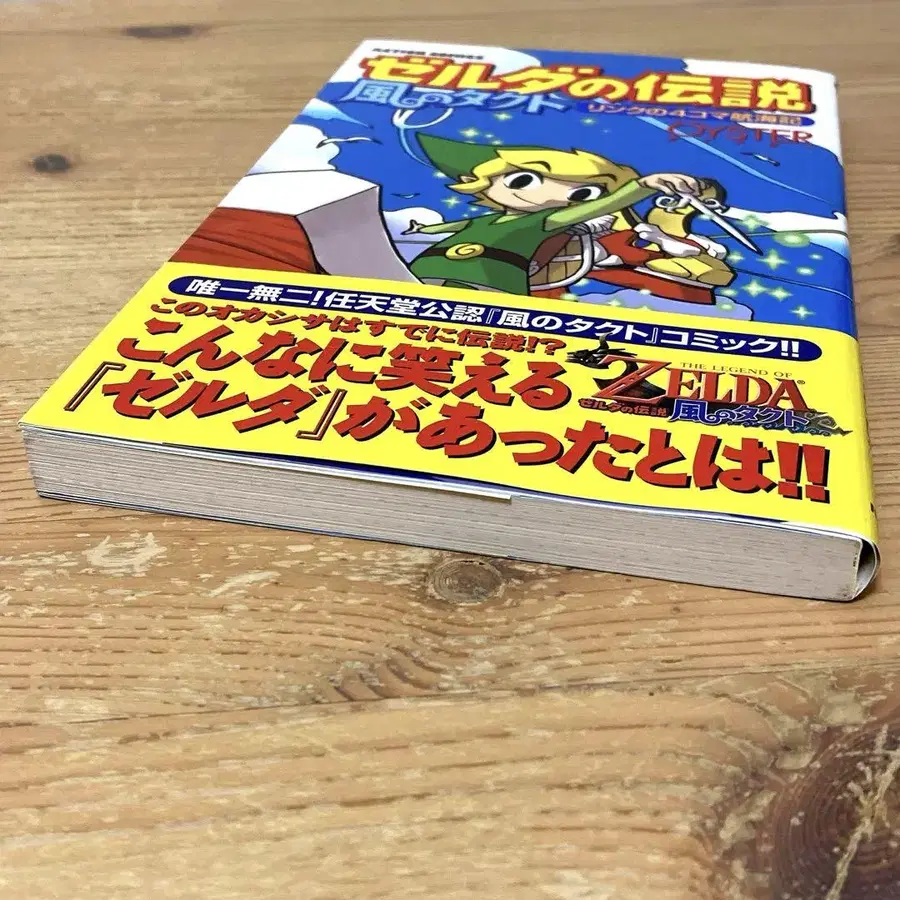 ACTION COMICS
ゼルダの伝説
風のタクト
リンクの4コマ航海記
OYSTER
唯一無二!任天堂公認『風のタクト』コミック!!
このオカシサはすでに伝説!?
こんなに笑える
『ゼルダ』があったとは!!
THE LEGEND OF
ZELDA®
ゼルダの伝説
風のタクト